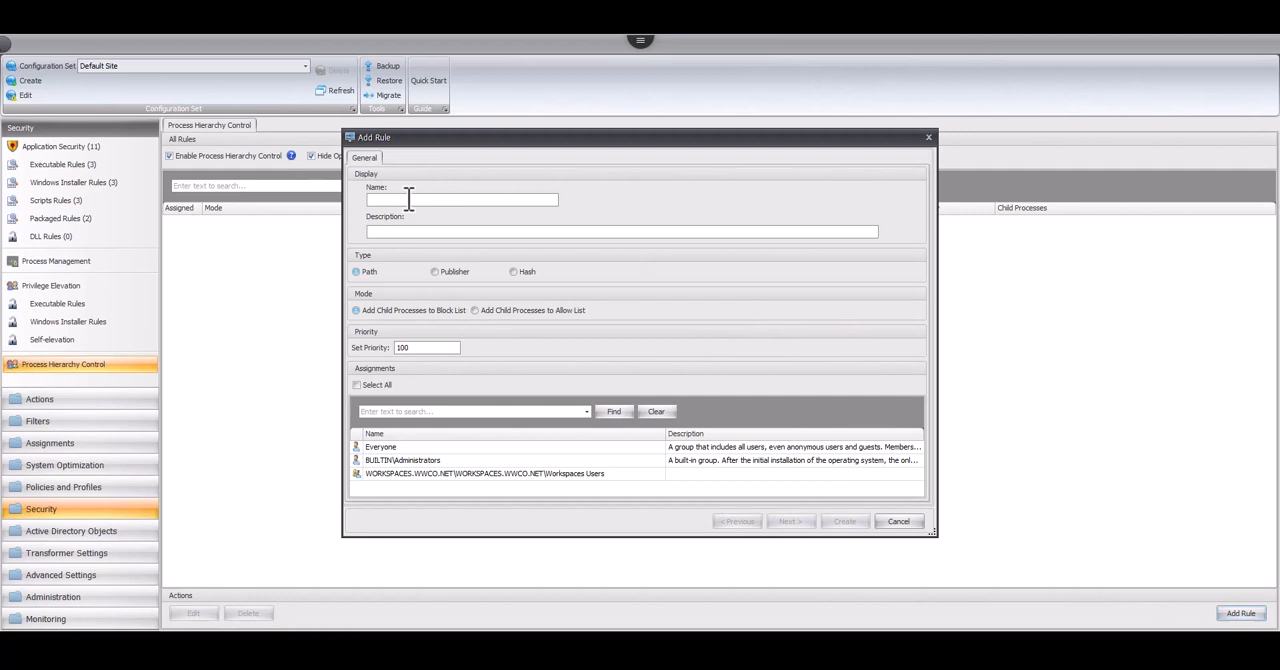 Configuration Set Default Site
Create
Edit
Delete
Refresh
Configuration Set
Backup
Restore
Migrate
Tools
Quick Start
Guide
Security
Application Security (11)
Executable Rules (3)
Windows Installer Rules (3)
Scripts Rules (3)
Packaged Rules (2)
DLL Rules (0)
Process Management
Privilege Elevation
Executable Rules
Windows Installer Rules
Self-elevation
Process Hierarchy Control
Actions
Filters
Assignments
System Optimization
Policies and Profiles
Security
Active Directory Objects
Transformer Settings
Advanced Settings
Administration
Monitoring
Process Hierarchy Control
All Rules
Enable Process Hierarchy Control ? Hide Op
Enter text to search...
Assigned Mode Child Processes
Add Rule
General
Display
Name:
Description:
Type
Path Publisher Hash
Mode
Add Child Processes to Block List Add Child Processes to Allow List
Priority
Set Priority: 100
Assignments
Select All
Enter text to search... Find Clear
Name Description
Everyone A group that includes all users, even anonymous users and guests. Members...
BUILTIN\Administrators A built-in group. After the initial installation of the operating system, the onl...
WORKSPACES.WWCO.NET\WORKSPACES.WWCO.NET\Workspaces Users
< Previous Next > Create Cancel
Actions
Edit Delete Add Rule